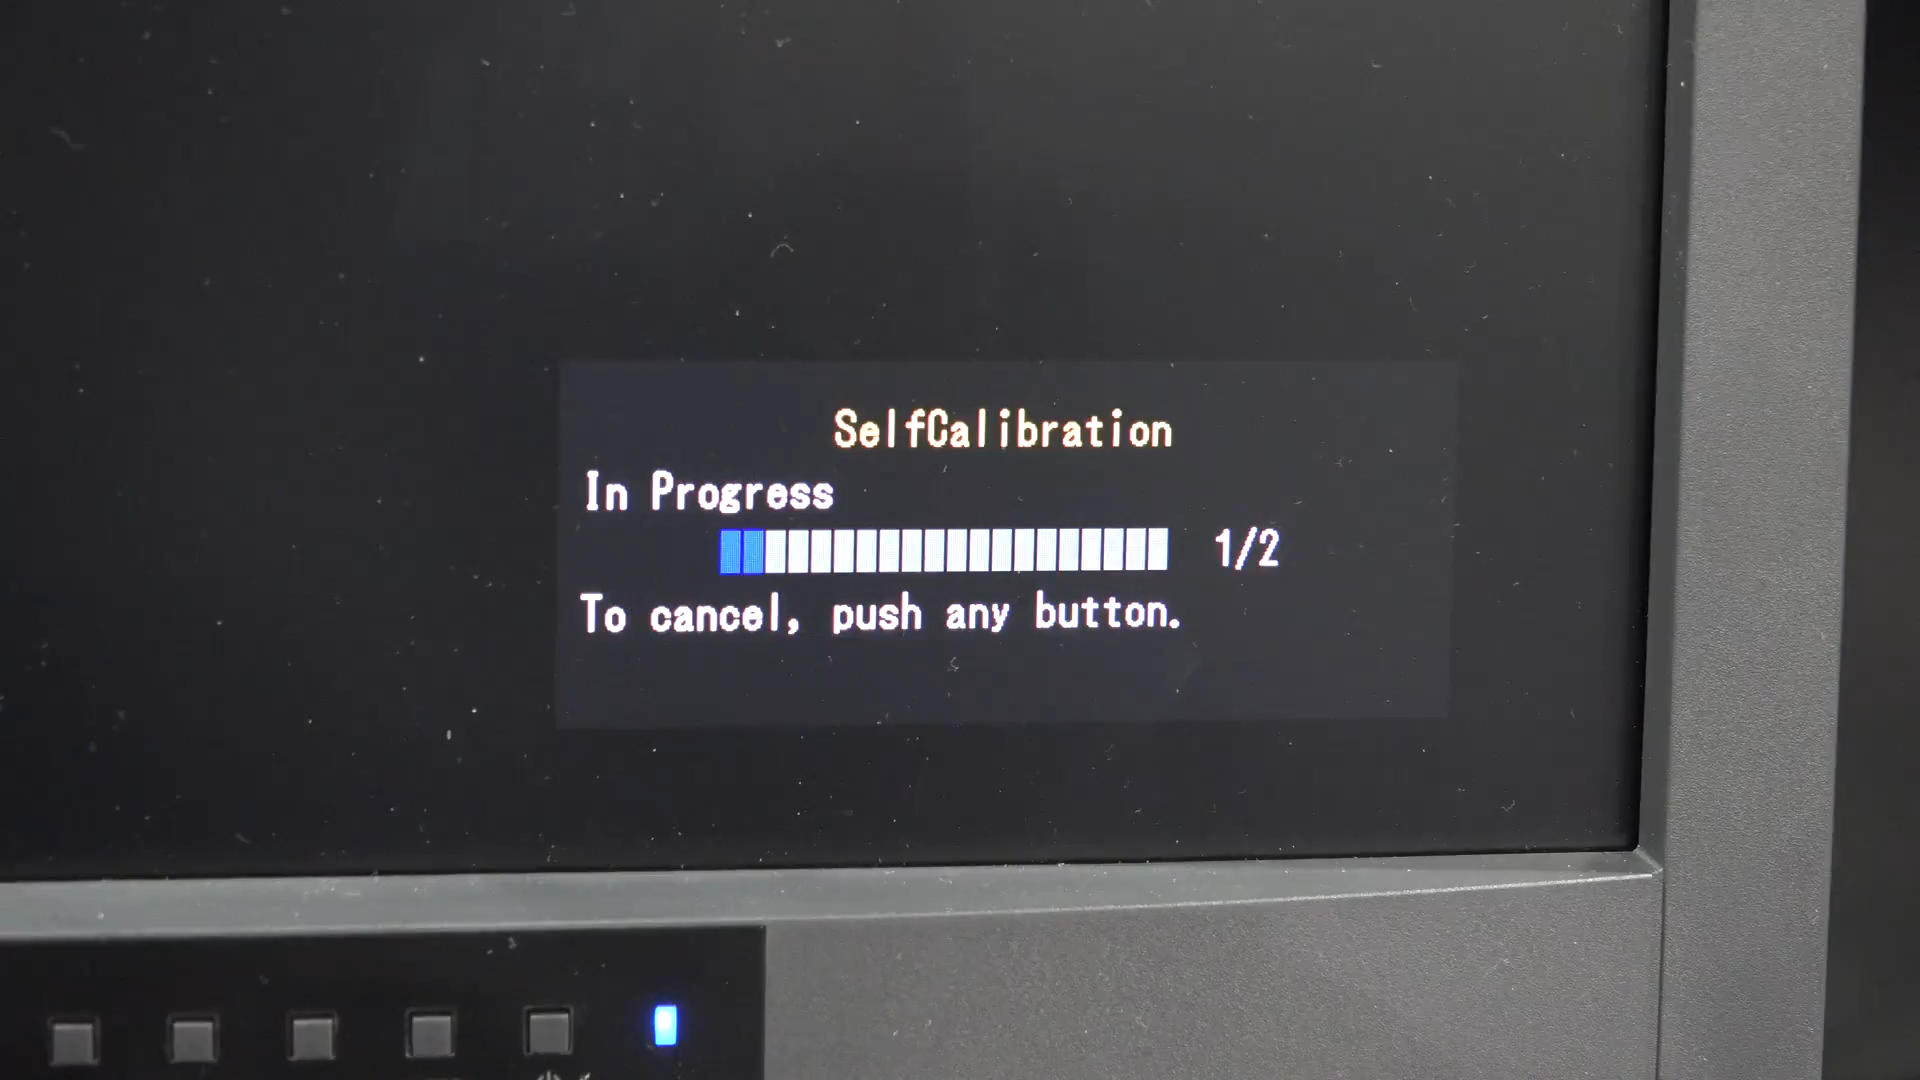 SelfCalibration
In Progress
1/2
To cancel, push any button.